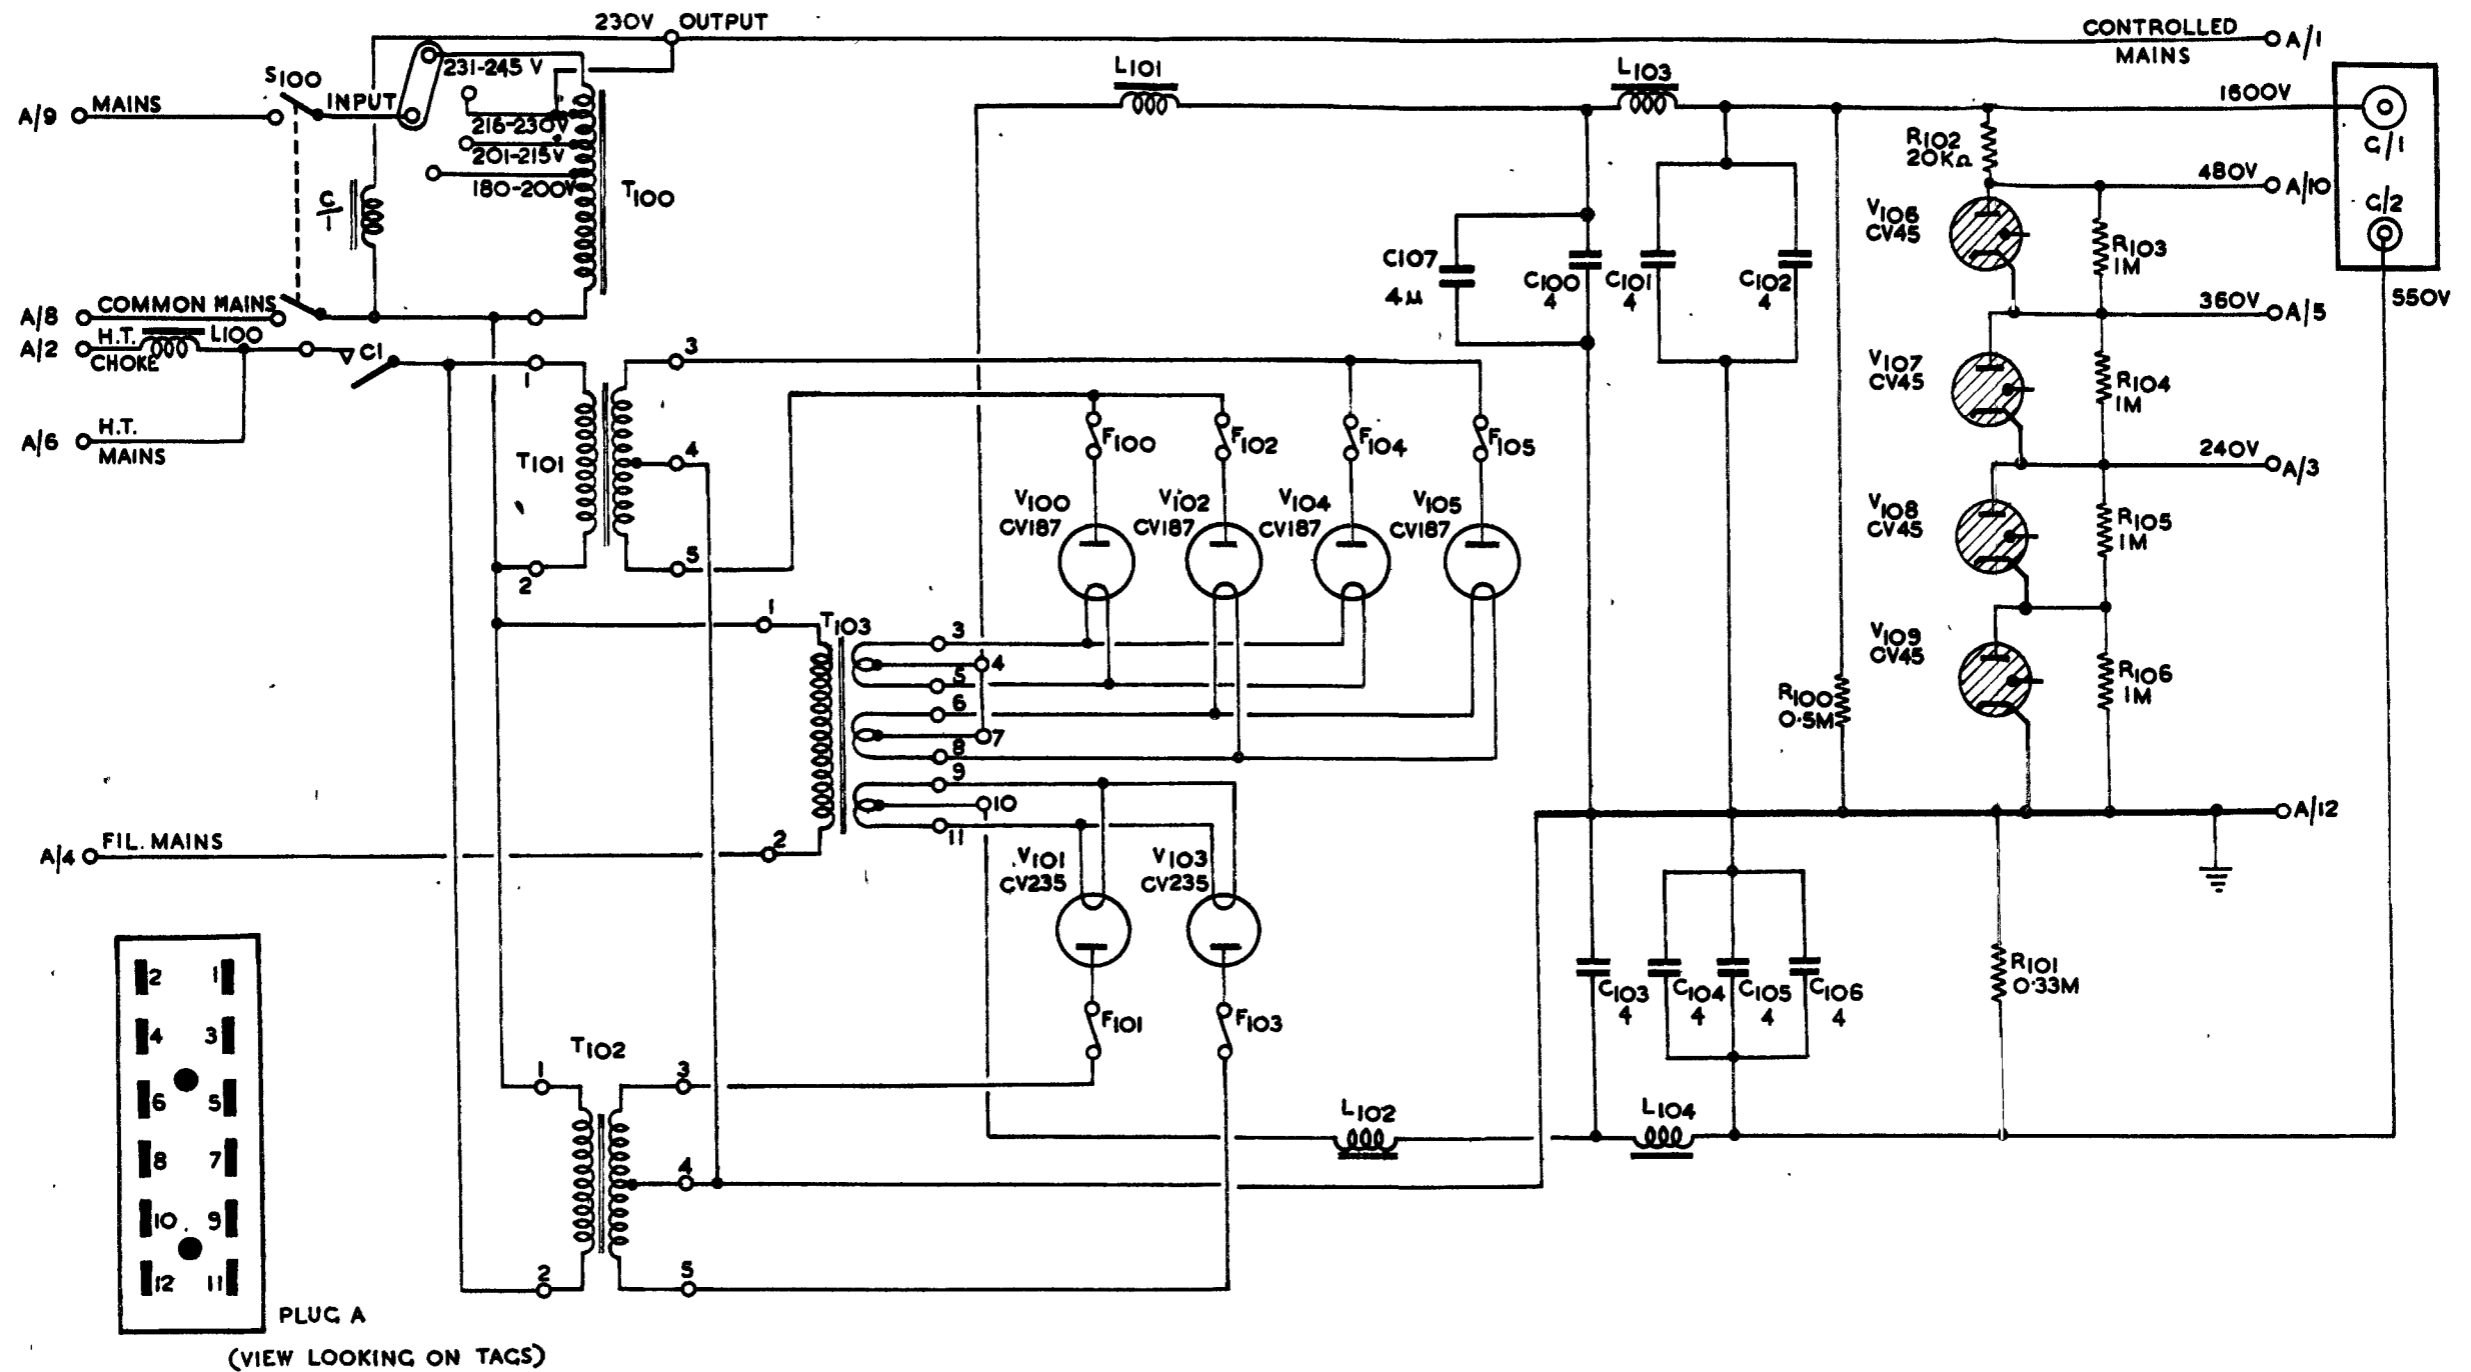 230V OUTPUT
CONTROLLED
MAINS
A/1
S100
231-245 V
L101
L103
A/9 MAINS
INPUT
1600V
G/1
216-230V
201-215V
180-200V
R102
20KΩ
480V
A/10
G/2
C
1
T100
V106
CV45
R103
1M
C107
4μ
C100
4
C101
4
C102
4
550V
A/8 COMMON MAINS
360V
A/5
A/2 H.T.
CHOKE
L100
C1
1
3
V107
CV45
R104
1M
A/6 H.T.
MAINS
F100
F102
F104
F105
T101
4
240V
A/3
V100
CV187
V102
CV187
V104
CV187
V105
CV187
V108
CV45
R105
1M
2
5
1
T103
3
4
5
6
7
8
9
10
11
V109
CV45
R106
1M
R100
0.5M
A/12
A/4 FIL. MAINS
2
V101
CV235
V103
CV235
C103
4
C104
4
C105
4
C106
4
R101
0.33M
F101
F103
T102
1
3
L102
L104
4
2
5
2 1
4 3
6 5
8 7
10 9
12 11
PLUG A
(VIEW LOOKING ON TAGS)